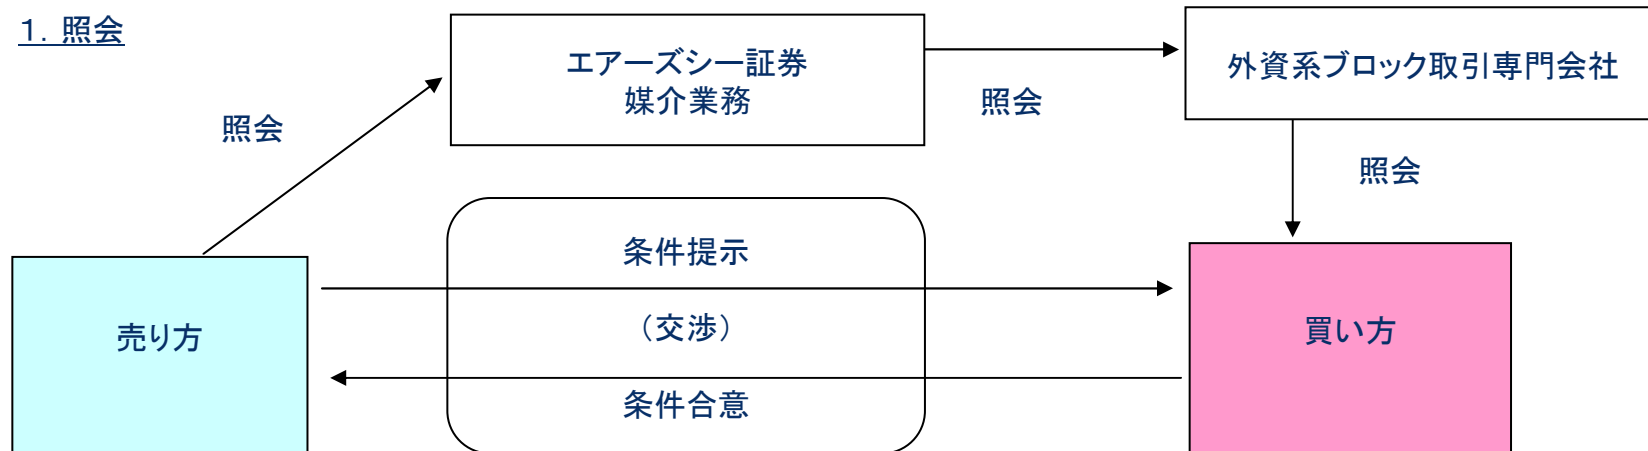 1. 照会
エアーズシー証券
媒介業務
外資系ブロック取引専門会社
照会
照会
照会
条件提示
（交渉）
条件合意
売り方
買い方